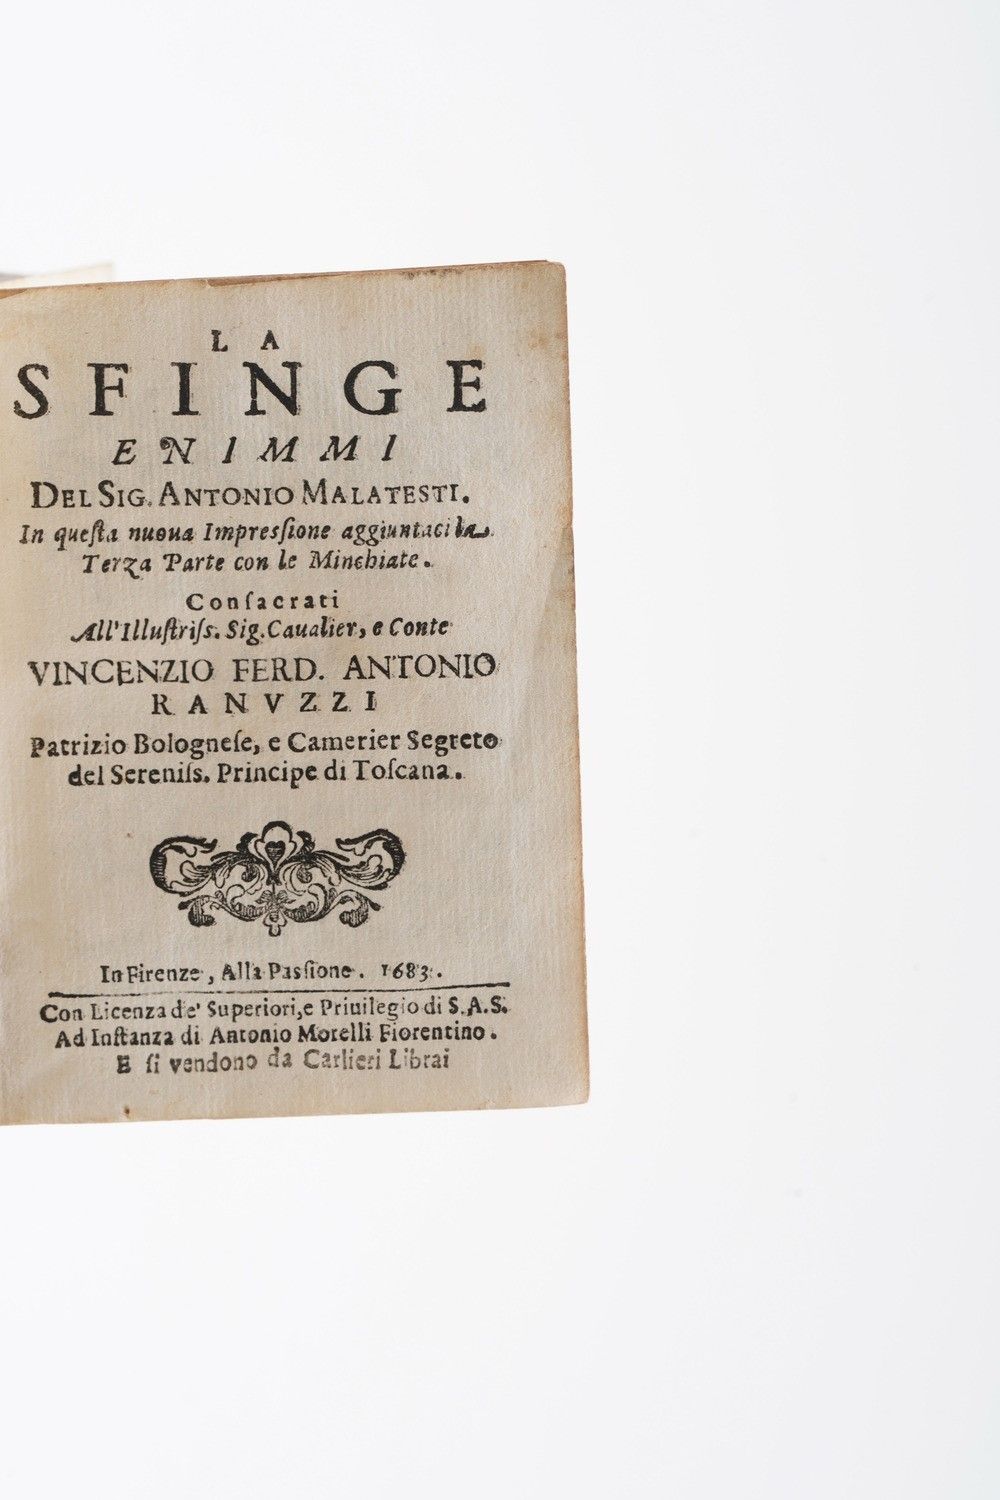 LA
SFINGE
ENIMMI
DEL SIG. ANTONIO MALATESTI.
In queſta nuoua Impreſſione aggiuntaci la
Terza Parte con le Minchiate.
Conſacrati
All'Illuſtriſs. Sig. Caualier, e Conte
VINCENZIO FERD. ANTONIO
RANVZZI
Patrizio Bologneſe, e Camerier Segreto
del Sereniſs. Principe di Toſcana.
In Firenze, Alla Paſſione. 1683.
Con Licenza de' Superiori, e Priuilegio di S.A.S.
Ad Inſtanza di Antonio Morelli Fiorentino.
E ſi vendono da Carlieri Librai